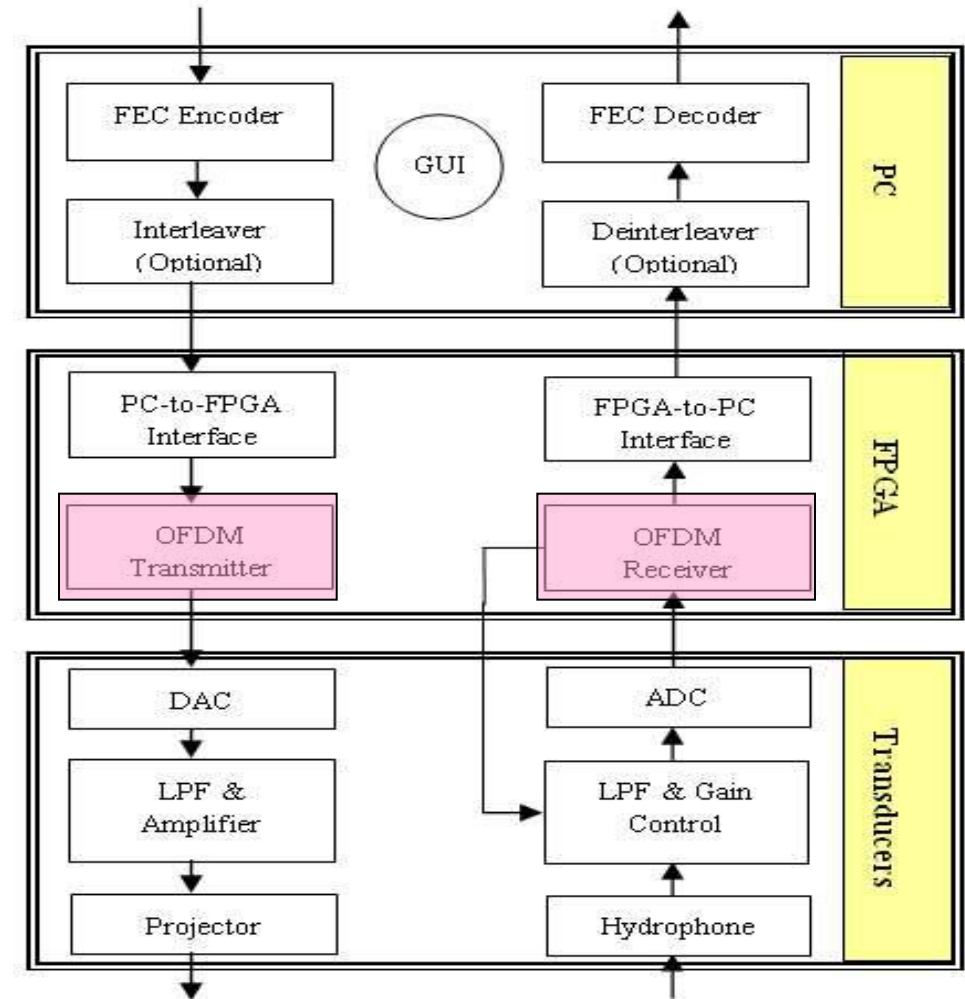 FEC Encoder
FEC Decoder
GUI
Interleaver
(Optional)
Deinterleaver
(Optional)
PC
PC-to-FPGA
Interface
FPGA-to-PC
Interface
OFDM
Transmitter
OFDM
Receiver
FPGA
DAC
ADC
LPF &
Amplifier
LPF & Gain
Control
Projector
Hydrophone
Transducers